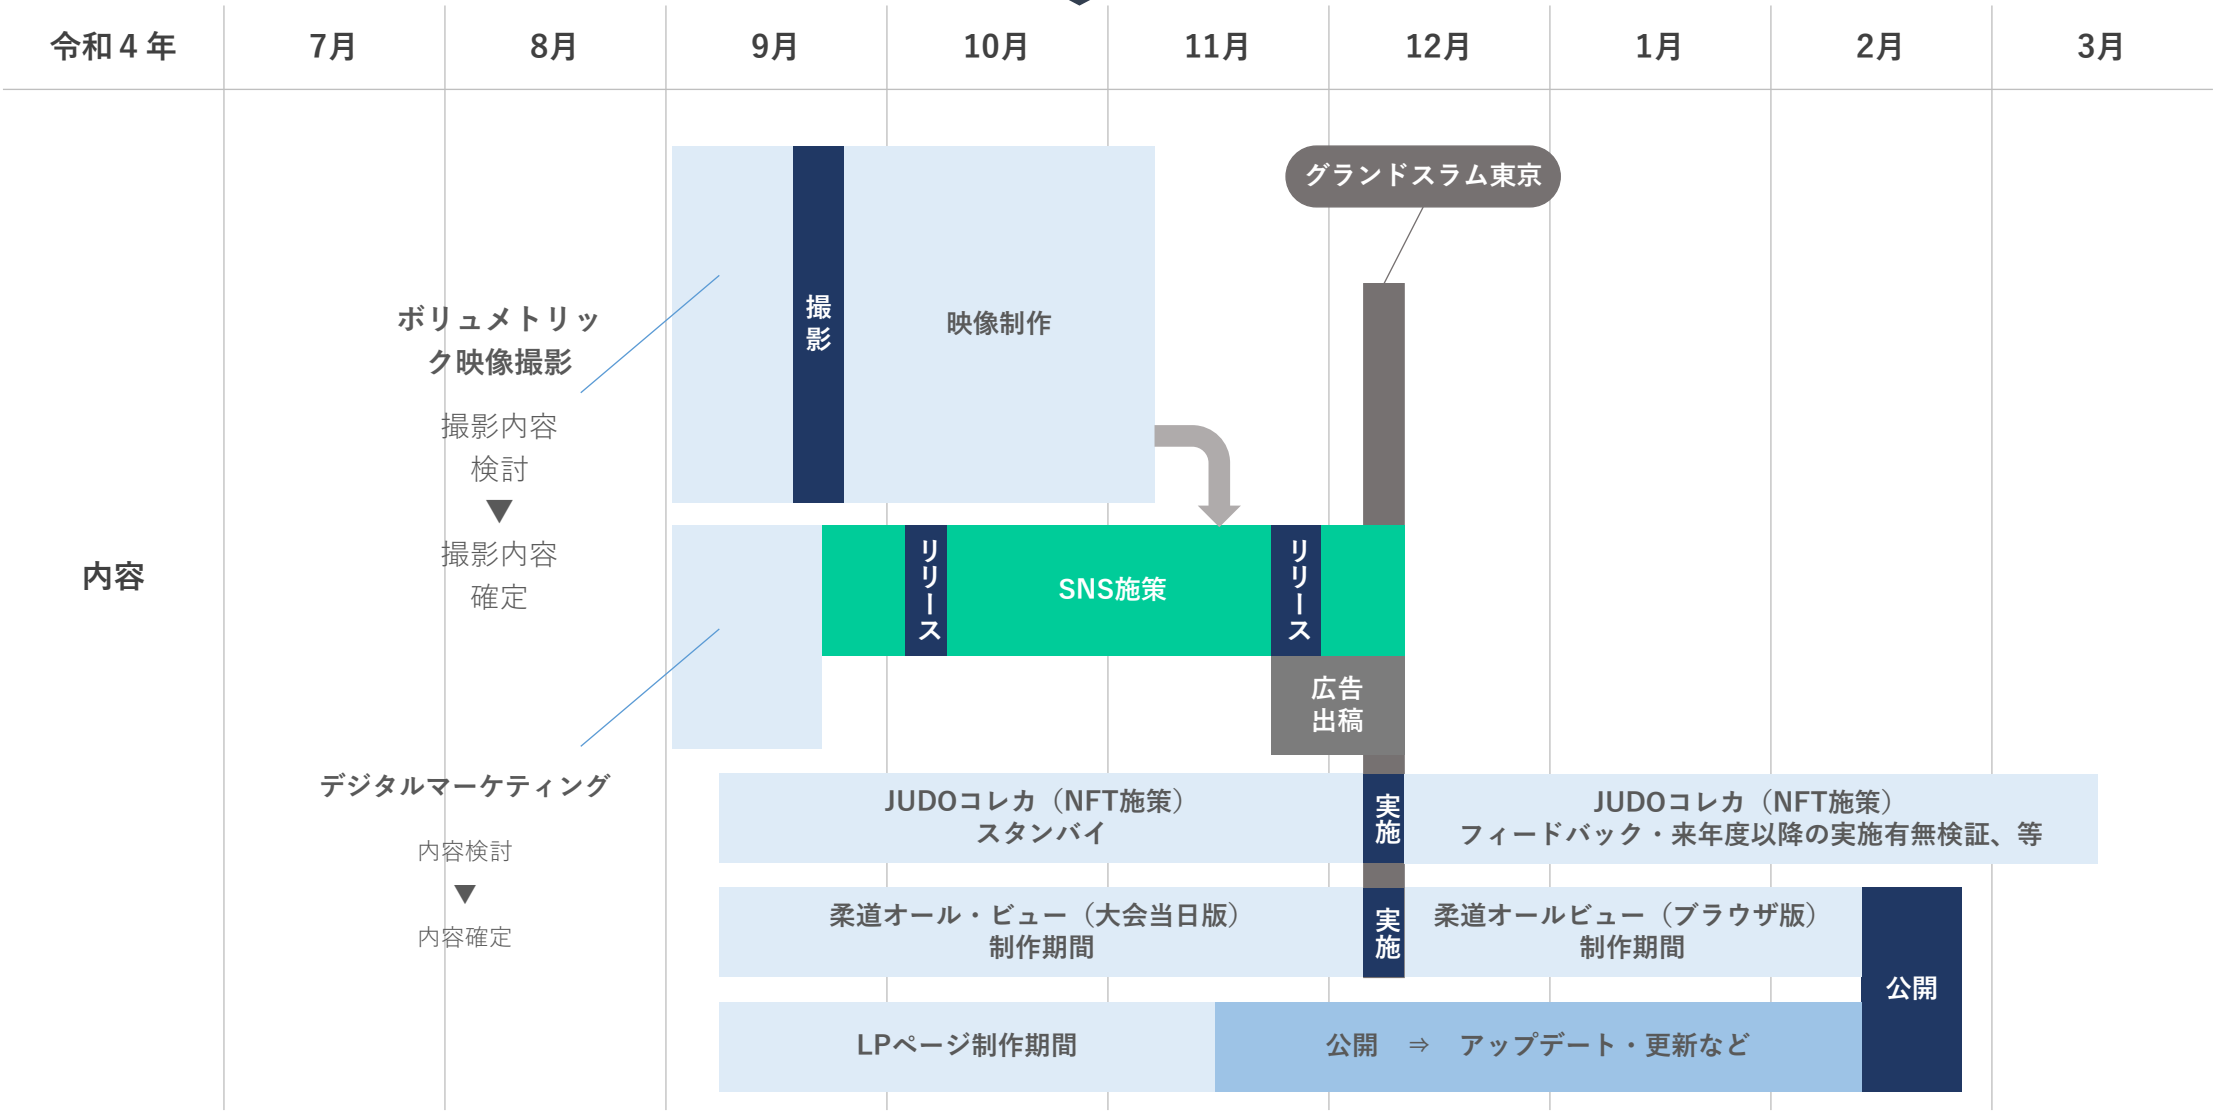 令和４年
7月
8月
9月
10月
11月
12月
1月
2月
3月
内容
ボリュメトリッ
ク映像撮影
撮影内容
検討
▼
撮影内容
確定
撮影
映像制作
グランドスラム東京
リリース
SNS施策
リリース
広告
出稿
デジタルマーケティング
内容検討
▼
内容確定
JUDOコレカ（NFT施策）
スタンバイ
実施
JUDOコレカ（NFT施策）
フィードバック・来年度以降の実施有無検証、等
柔道オール・ビュー（大会当日版）
制作期間
実施
柔道オールビュー（ブラウザ版）
制作期間
公開
LPページ制作期間
公開　⇒　アップデート・更新など